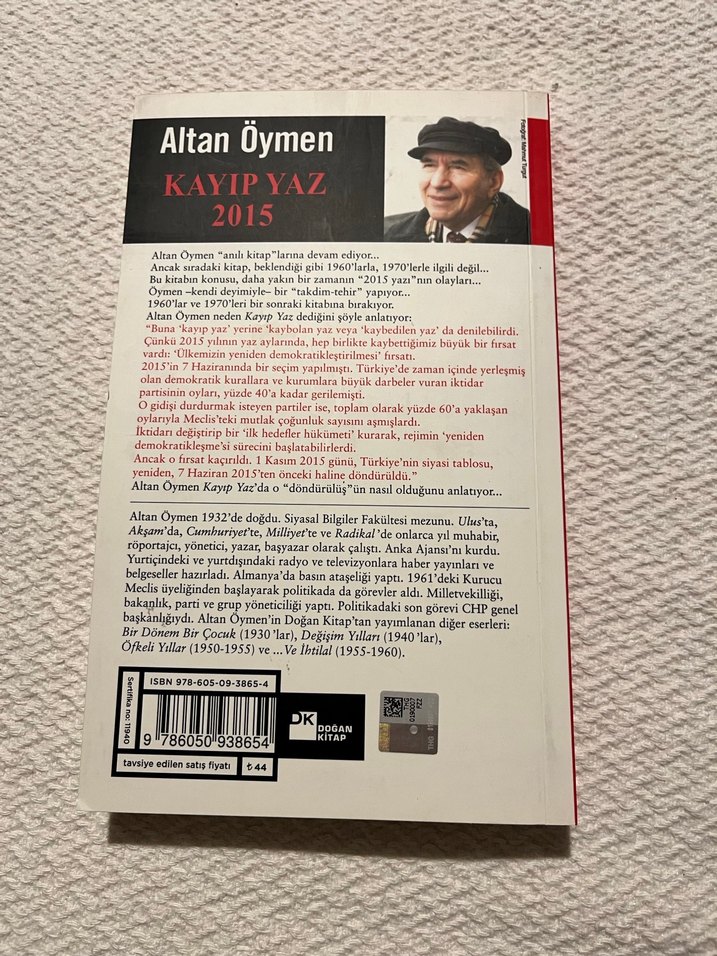 Altan Öymen
KAYIP YAZ
2015
Fotoğraf: Mahmut Turgut
Altan Öymen “anılı kitap”larına devam ediyor...
Ancak sıradaki kitap, beklendiği gibi 1960’larla, 1970’lerle ilgili değil...
Bu kitabın konusu, daha yakın bir zamanın “2015 yazı”nın olayları...
Öymen –kendi deyimiyle– bir “takdim-tehir” yapıyor...
1960’lar ve 1970’leri bir sonraki kitabına bırakıyor.
Altan Öymen neden Kayıp Yaz dediğini şöyle anlatıyor:
“Buna ‘kayıp yaz’ yerine ‘kaybolan yaz veya ‘kaybedilen yaz’ da denilebilirdi.
Çünkü 2015 yılının yaz aylarında, hep birlikte kaybettiğimiz büyük bir fırsat
vardı: ‘Ülkemizin yeniden demokratikleştirilmesi’ fırsatı.
2015’in 7 Haziranında bir seçim yapılmıştı. Türkiye’de zaman içinde yerleşmiş
olan demokratik kurallara ve kurumlara büyük darbeler vuran iktidar
partisinin oyları, yüzde 40’a kadar gerilemişti.
O gidişi durdurmak isteyen partiler ise, toplam olarak yüzde 60’a yaklaşan
oylarıyla Meclis’teki mutlak çoğunluk sayısını aşmışlardı.
İktidarı değiştirip bir ‘ilk hedefler hükümeti’ kurarak, rejimin ‘yeniden
demokratikleşme’si sürecini başlatabilirlerdi.
Ancak o fırsat kaçırıldı. 1 Kasım 2015 günü, Türkiye’nin siyasi tablosu,
yeniden, 7 Haziran 2015’ten önceki haline döndürüldü.”
Altan Öymen Kayıp Yaz’da o “döndürülüş”ün nasıl olduğunu anlatıyor...
Altan Öymen 1932’de doğdu. Siyasal Bilgiler Fakültesi mezunu. Ulus’ta,
Akşam’da, Cumhuriyet’te, Milliyet’te ve Radikal’de onlarca yıl muhabir,
röportajcı, yönetici, yazar, başyazar olarak çalıştı. Anka Ajansı’nı kurdu.
Yurtiçindeki ve yurtdışındaki radyo ve televizyonlara haber yayınları ve
belgeseller hazırladı. Almanya’da basın ataşeliği yaptı. 1961’deki Kurucu
Meclis üyeliğinden başlayarak politikada da görevler aldı. Milletvekilliği,
bakanlık, parti ve grup yöneticiliği yaptı. Politikadaki son görevi CHP genel
başkanlığıydı. Altan Öymen’in Doğan Kitap’tan yayımlanan diğer eserleri:
Bir Dönem Bir Çocuk (1930’lar), Değişim Yılları (1940’lar),
Öfkeli Yıllar (1950-1955) ve ...Ve İhtilal (1955-1960).
Sertifika no: 11940
ISBN 978-605-09-3865-4
9 786050 938654
tavsiye edilen satış fiyatı
₺ 44
DK
DOĞAN
KİTAP
THG
0190007
PZZ
THG